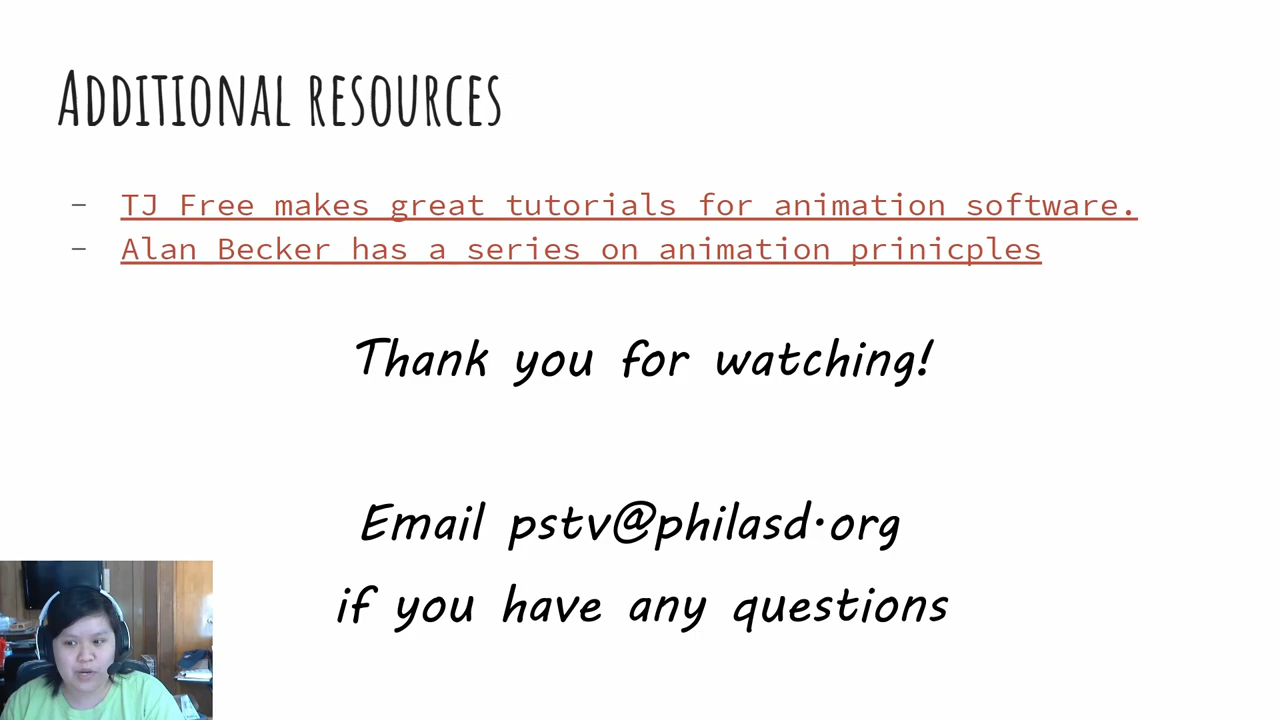 Additional resources
- TJ Free makes great tutorials for animation software.
- Alan Becker has a series on animation prinicples
Thank you for watching!
Email pstv@philasd.org
if you have any questions